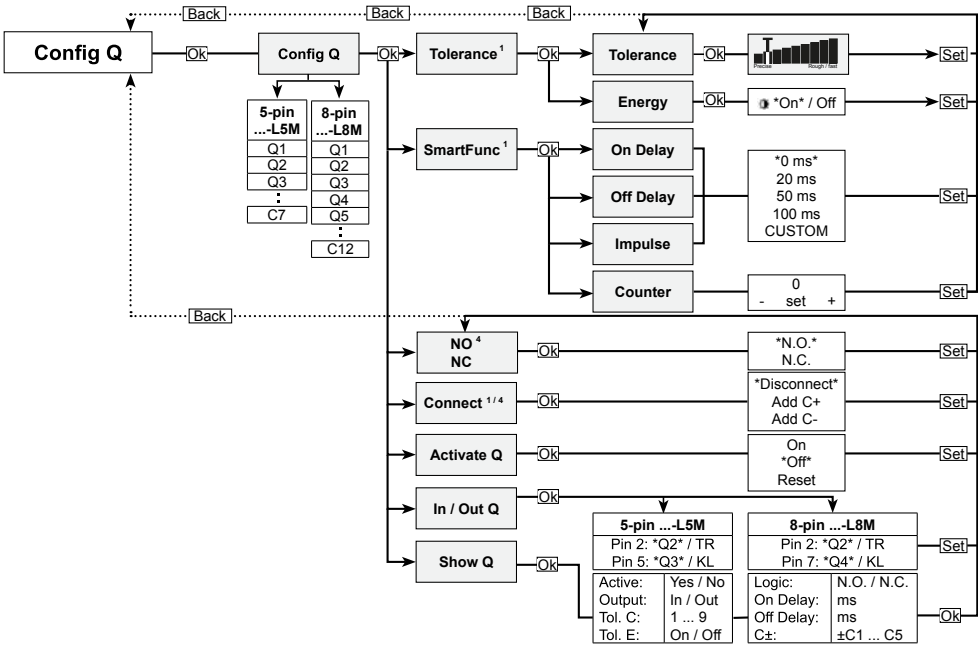 Back
Back
Back
Config Q
Ok
Config Q
Ok
Tolerance 1
Ok
Tolerance
Ok
Precise
Rough / fast
Set
Energy
Ok
*On* / Off
Set
5-pin
...-L5M
Q1
Q2
Q3
C7
8-pin
...-L8M
Q1
Q2
Q3
Q4
Q5
C12
SmartFunc 1
Ok
On Delay
Off Delay
Impulse
*0 ms*
20 ms
50 ms
100 ms
CUSTOM
Set
Counter
0
- set +
Set
Back
NO 4
NC
Ok
*N.O.*
N.C.
Set
Connect 1 / 4
Ok
*Disconnect*
Add C+
Add C-
Set
Activate Q
Ok
On
*Off*
Reset
Set
In / Out Q
Ok
5-pin ...-L5M
Pin 2: *Q2* / TR
Pin 5: *Q3* / KL
8-pin ...-L8M
Pin 2: *Q2* / TR
Pin 7: *Q4* / KL
Set
Show Q
Ok
Active: Yes / No
Output: In / Out
Tol. C: 1 ... 9
Tol. E: On / Off
Logic: N.O. / N.C.
On Delay: ms
Off Delay: ms
C±: ±C1 ... C5
Ok